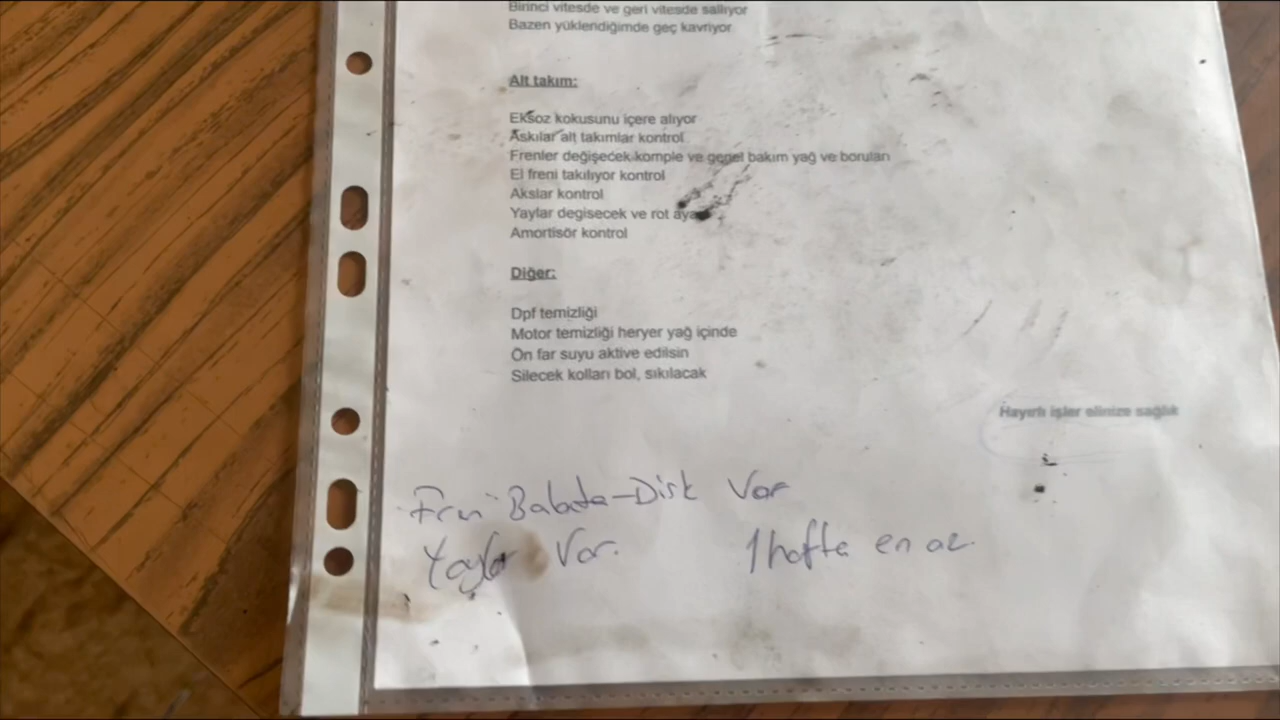 Birinci vitesde ve geri vitesde sallıyor
Bazen yüklendiğimde geç kavrıyor
Alt takım:
Eksoz kokusunu içere alıyor
Askılar alt takımlar kontrol
Frenler değişecek komple ve genel bakım yağ ve boruları
El freni takılıyor kontrol
Akslar kontrol
Yaylar degisecek ve rot
Amortisör kontrol
Diğer:
Dpf temizliği
Motor temizliği heryer yağ içinde
Ön far suyu aktive edilsin
Silecek kolları bol, sıkılacak
Hayırlı işler elinize sağlık
Fren Balata-Disk Var
Yaylar Var. 1 hafta en az